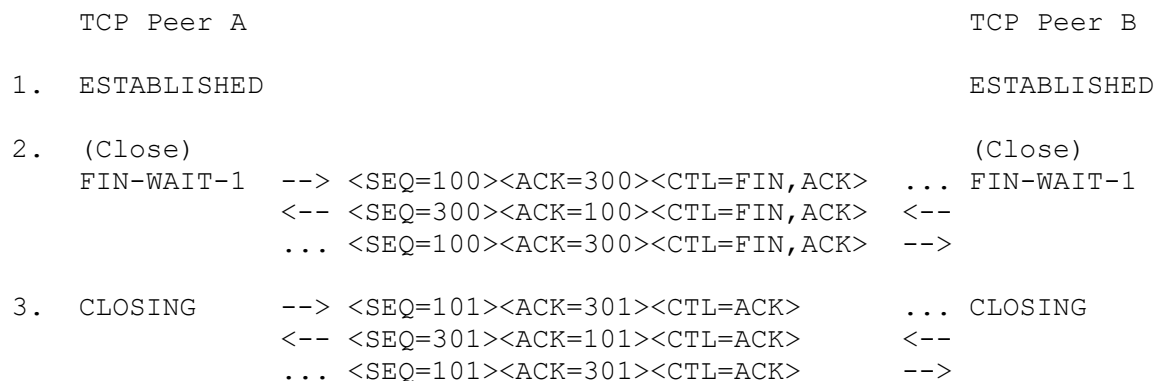 TCP Peer A                                           TCP Peer B
1.  ESTABLISHED                                          ESTABLISHED
2.  (Close)                                              (Close)
    FIN-WAIT-1  --> <SEQ=100><ACK=300><CTL=FIN,ACK>  ... FIN-WAIT-1
                <-- <SEQ=300><ACK=100><CTL=FIN,ACK>  <--
                ... <SEQ=100><ACK=300><CTL=FIN,ACK>  -->
3.  CLOSING     --> <SEQ=101><ACK=301><CTL=ACK>      ... CLOSING
                <-- <SEQ=301><ACK=101><CTL=ACK>      <--
                ... <SEQ=101><ACK=301><CTL=ACK>      -->